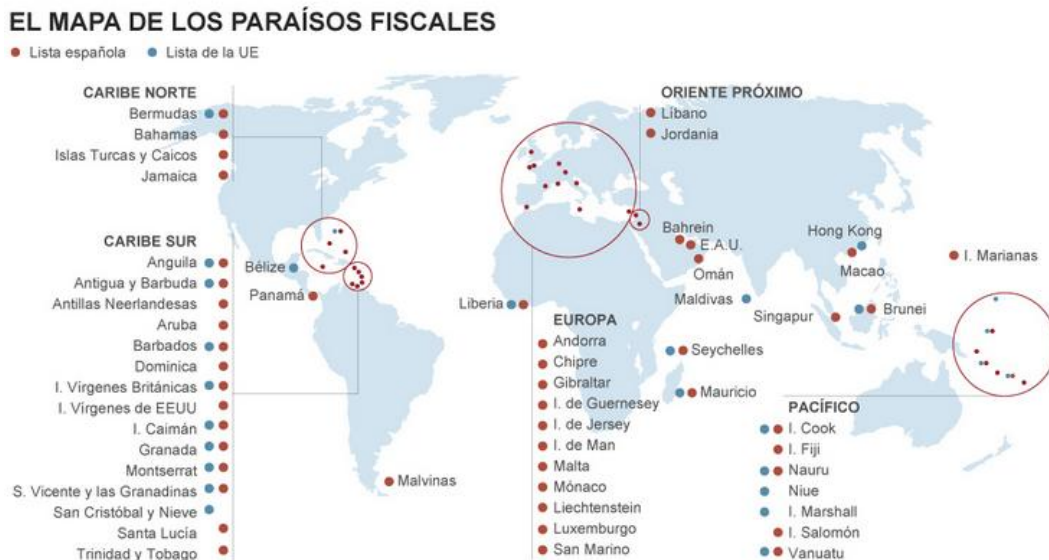 EL MAPA DE LOS PARAÍSOS FISCALES
Lista española
Lista de la UE
CARIBE NORTE
Bermudas
Bahamas
Islas Turcas y Caicos
Jamaica
CARIBE SUR
Anguila
Antigua y Barbuda
Antillas Neerlandesas
Aruba
Barbados
Dominica
I. Vírgenes Británicas
I. Vírgenes de EEUU
I. Caimán
Granada
Montserrat
S. Vicente y las Granadinas
San Cristóbal y Nieve
Santa Lucía
Trinidad y Tobago
Bélize
Panamá
Malvinas
Liberia
ORIENTE PRÓXIMO
Líbano
Jordania
Bahrein
E.A.U.
Omán
Maldivas
Seychelles
Mauricio
EUROPA
Andorra
Chipre
Gibraltar
I. de Guernesey
I. de Jersey
I. de Man
Malta
Mónaco
Liechtenstein
Luxemburgo
San Marino
Hong Kong
Macao
I. Marianas
Singapur
Brunei
PACÍFICO
I. Cook
I. Fiji
Nauru
Niue
I. Marshall
I. Salomón
Vanuatu